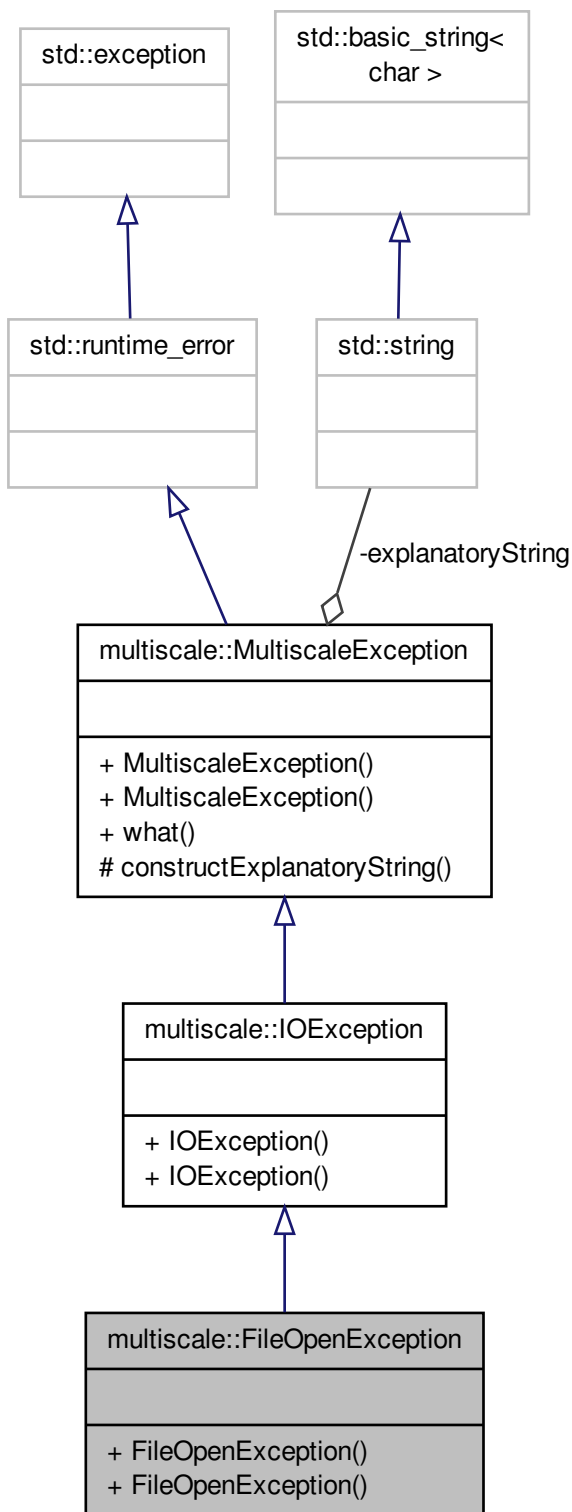 std::exception
std::basic_string<
char >
std::runtime_error
std::string
-explanatoryString
multiscale::MultiscaleException
+ MultiscaleException()
+ MultiscaleException()
+ what()
# constructExplanatoryString()
multiscale::IOException
+ IOException()
+ IOException()
multiscale::FileOpenException
+ FileOpenException()
+ FileOpenException()